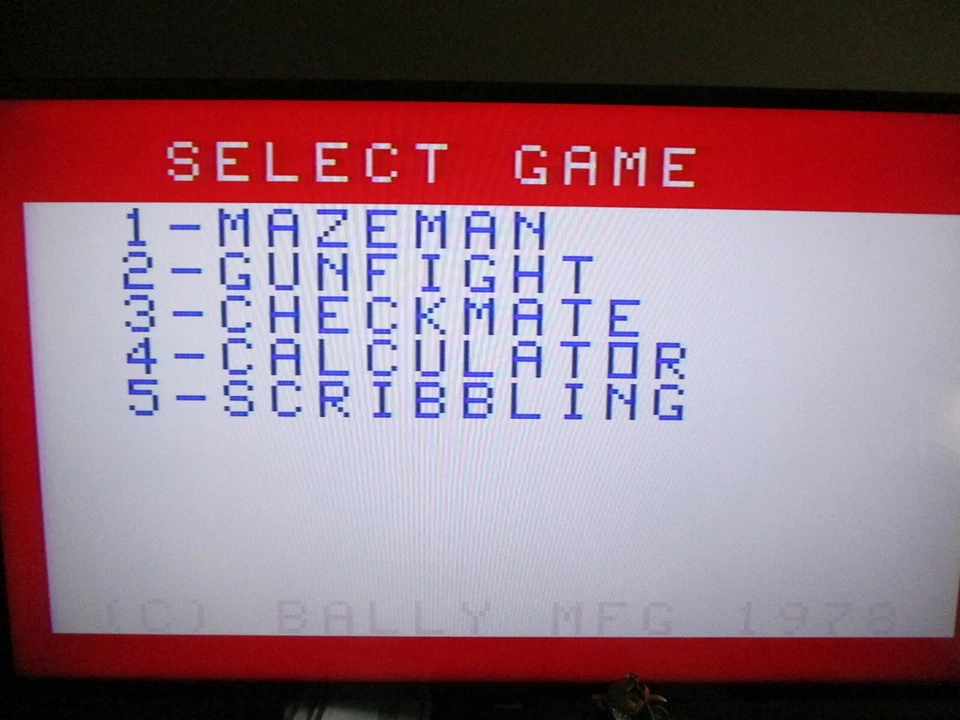 SELECT GAME
1-MAZEMAN
2-GUNFIGHT
3-CHECKMATE
4-CALCULATOR
5-SCRIBBLING
(C) BALLY MFG 1978